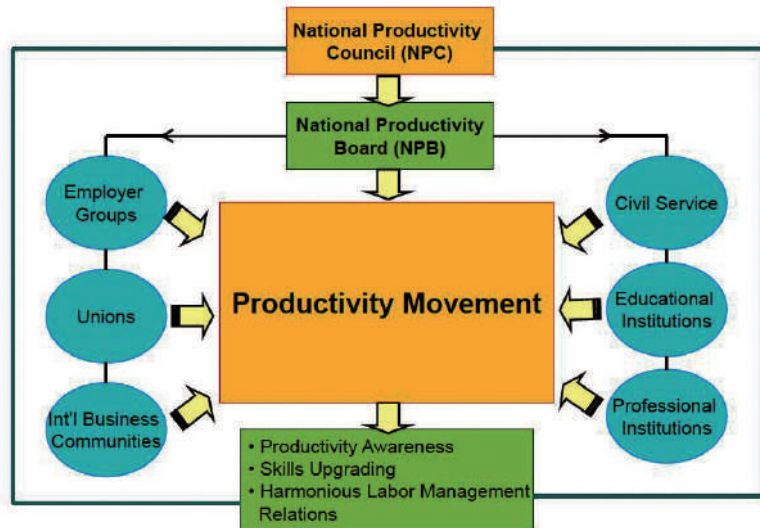 National Productivity
Council (NPC)
National Productivity
Board (NPB)
Employer
Groups
Civil Service
Productivity Movement
Unions
Educational
Institutions
Int'l Business
Communities
Professional
Institutions
• Productivity Awareness
• Skills Upgrading
• Harmonious Labor Management
Relations